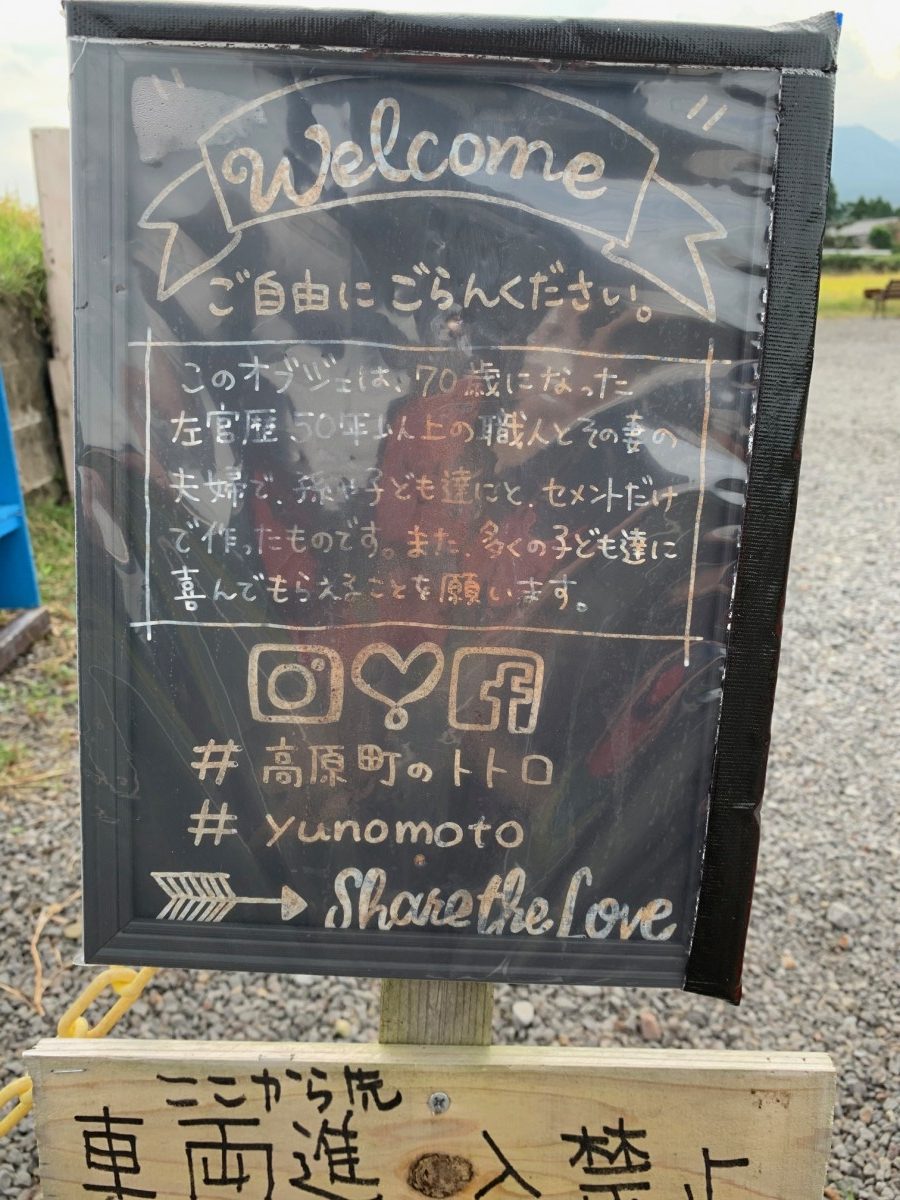 Welcome
ご自由に ごらんください!。
このオブジェは、70歳になった
左官歴50年以上の職人とその妻の
夫婦で、孫や子ども達にと、セメントだけ
で作ったものです。また、多くの子ども達に
喜んでもらえることを願います。
# 高原町のトトロ
# yunomoto
Share the Love
ここから先
車両進入禁止